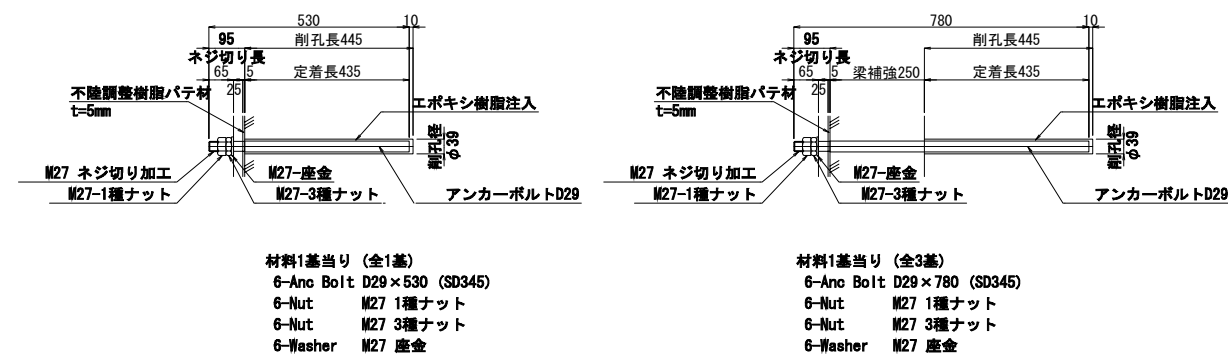 530
10
95
削孔長445
ネジ切り長
65
5
定着長435
25
不陸調整樹脂パテ材
t=5mm
エポキシ樹脂注入
削孔径
φ39
M27 ネジ切り加工
M27-座金
M27-1種ナット
M27-3種ナット
アンカーボルトD29
材料1基当り (全1基)
6-Anc Bolt D29×530 (SD345)
6-Nut M27 1種ナット
6-Nut M27 3種ナット
6-Washer M27 座金
780
10
95
削孔長445
ネジ切り長
65
5
梁補強250
定着長435
25
不陸調整樹脂パテ材
t=5mm
エポキシ樹脂注入
削孔径
φ39
M27 ネジ切り加工
M27-座金
M27-1種ナット
M27-3種ナット
アンカーボルトD29
材料1基当り (全3基)
6-Anc Bolt D29×780 (SD345)
6-Nut M27 1種ナット
6-Nut M27 3種ナット
6-Washer M27 座金